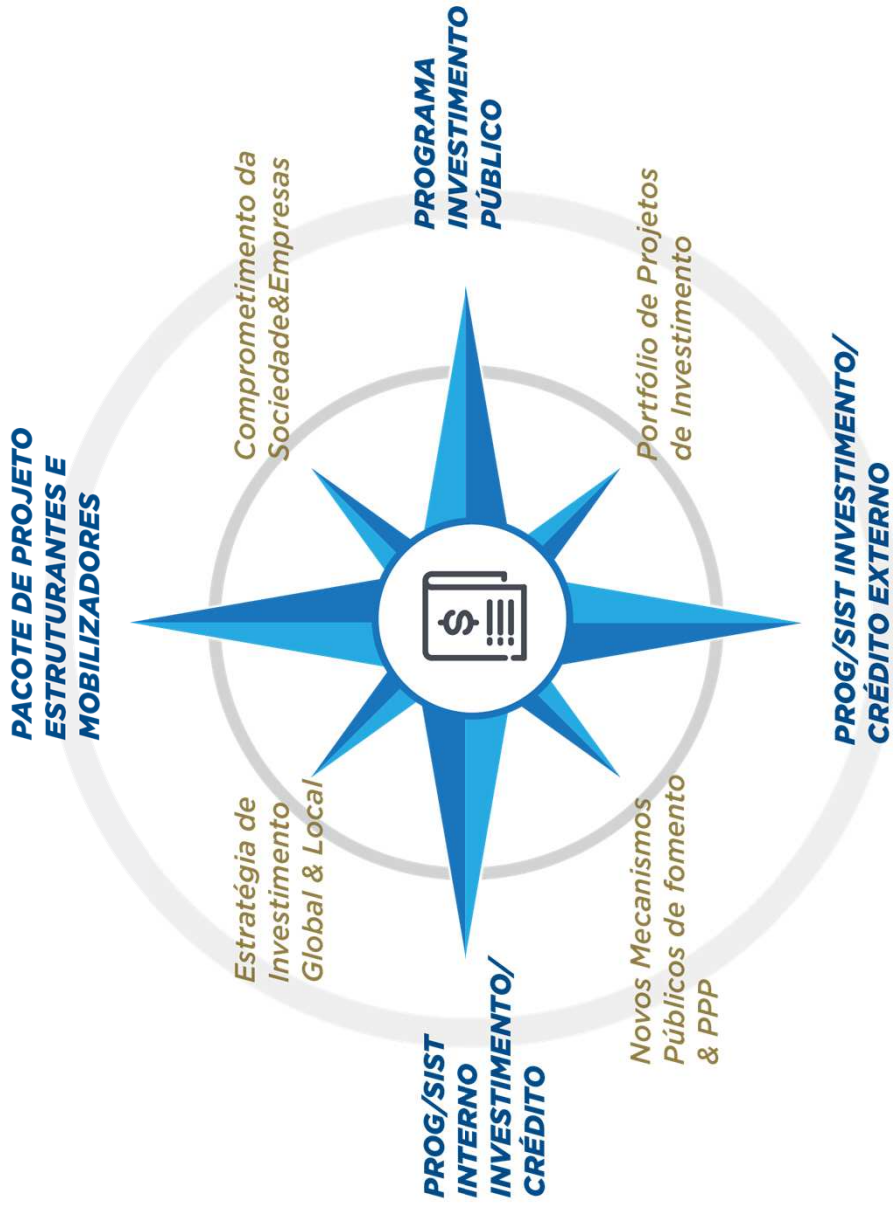 PACOTE DE PROJETO
ESTRUTURANTES E
MOBILIZADORES
Estratégia de
Investimento
Global & Local
Comprometimento da
Sociedade&Empresas
PROG/SIST
INTERNO
INVESTIMENTO/
CRÉDITO
PROGRAMA
INVESTIMENTO
PÚBLICO
$
Novos Mecanismos
Públicos de fomento
& PPP
Portfólio de Projetos
de Investimento
PROG/SIST INVESTIMENTO/
CRÉDITO EXTERNO